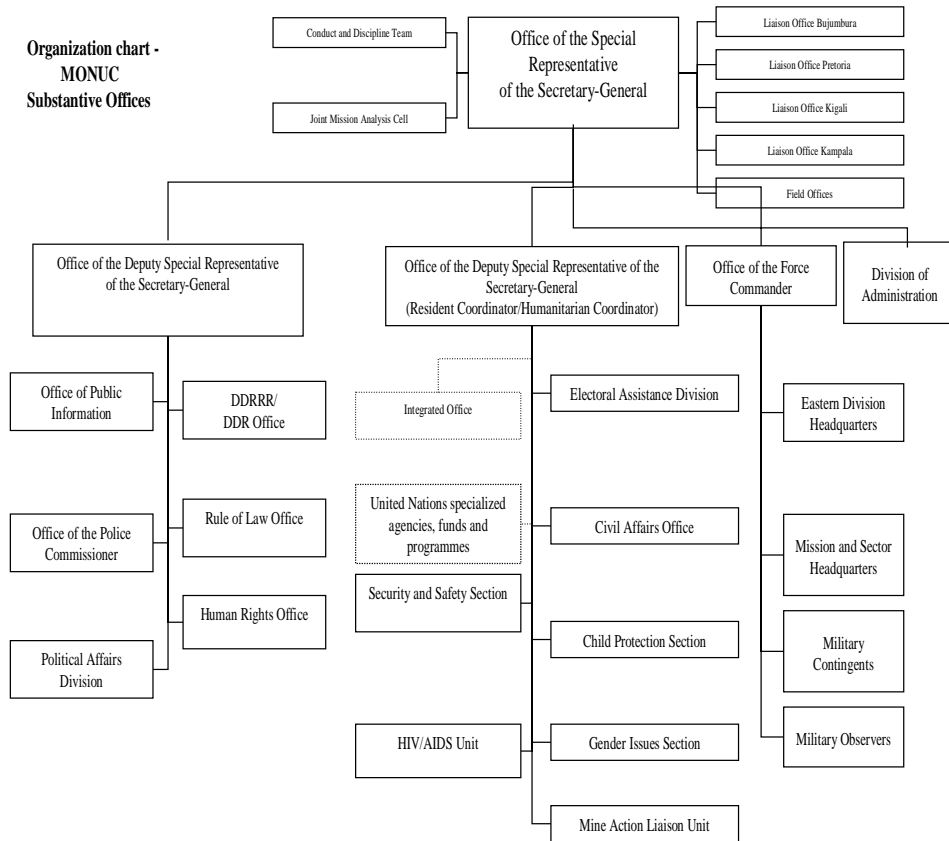 Organization chart -
MONUC
Substantive Offices
Conduct and Discipline Team
Joint Mission Analysis Cell
Office of the Special
Representative
of the Secretary-General
Liaison Office Bujumbura
Liaison Office Pretoria
Liaison Office Kigali
Liaison Office Kampala
Field Offices
Office of the Deputy Special Representative
of the Secretary-General
Office of the Deputy Special Representative of the
Secretary-General
(Resident Coordinator/Humanitarian Coordinator)
Office of the Force
Commander
Division of
Administration
Office of Public
Information
DDRRR/
DDR Office
Office of the Police
Commissioner
Rule of Law Office
Human Rights Office
Political Affairs
Division
Integrated Office
Electoral Assistance Division
United Nations specialized
agencies, funds and
programmes
Civil Affairs Office
Security and Safety Section
Child Protection Section
HIV/AIDS Unit
Gender Issues Section
Mine Action Liaison Unit
Eastern Division
Headquarters
Mission and Sector
Headquarters
Military
Contingents
Military Observers